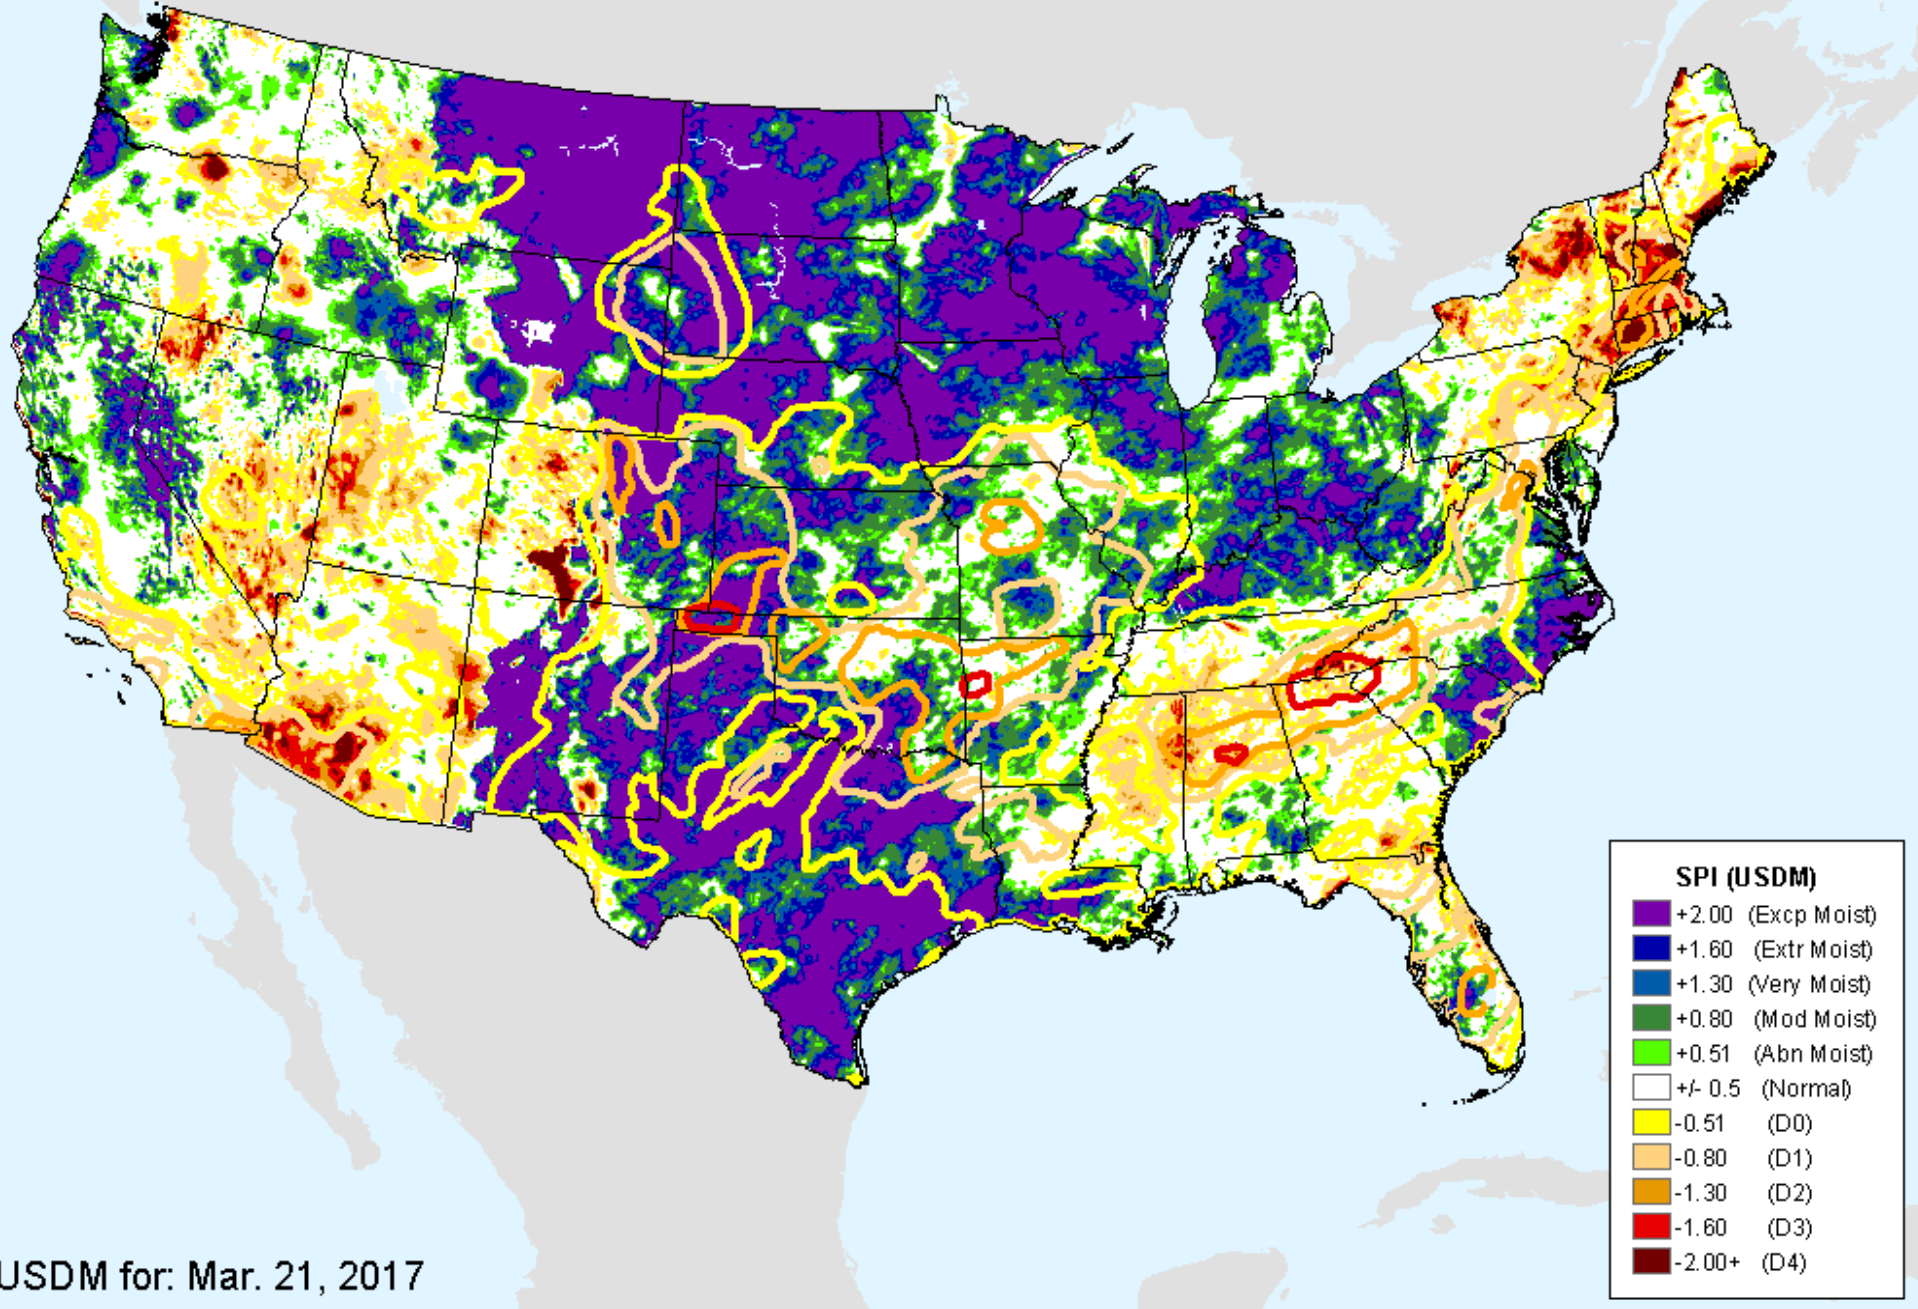 SPI (USDM)
+2.00 (Excp Moist)
+1.60 (Extr Moist)
+1.30 (Very Moist)
+0.80 (Mod Moist)
+0.51 (Abn Moist)
+/- 0.5 (Normal)
-0.51 (D0)
-0.80 (D1)
-1.30 (D2)
-1.60 (D3)
-2.00+ (D4)
USDM for: Mar. 21, 2017